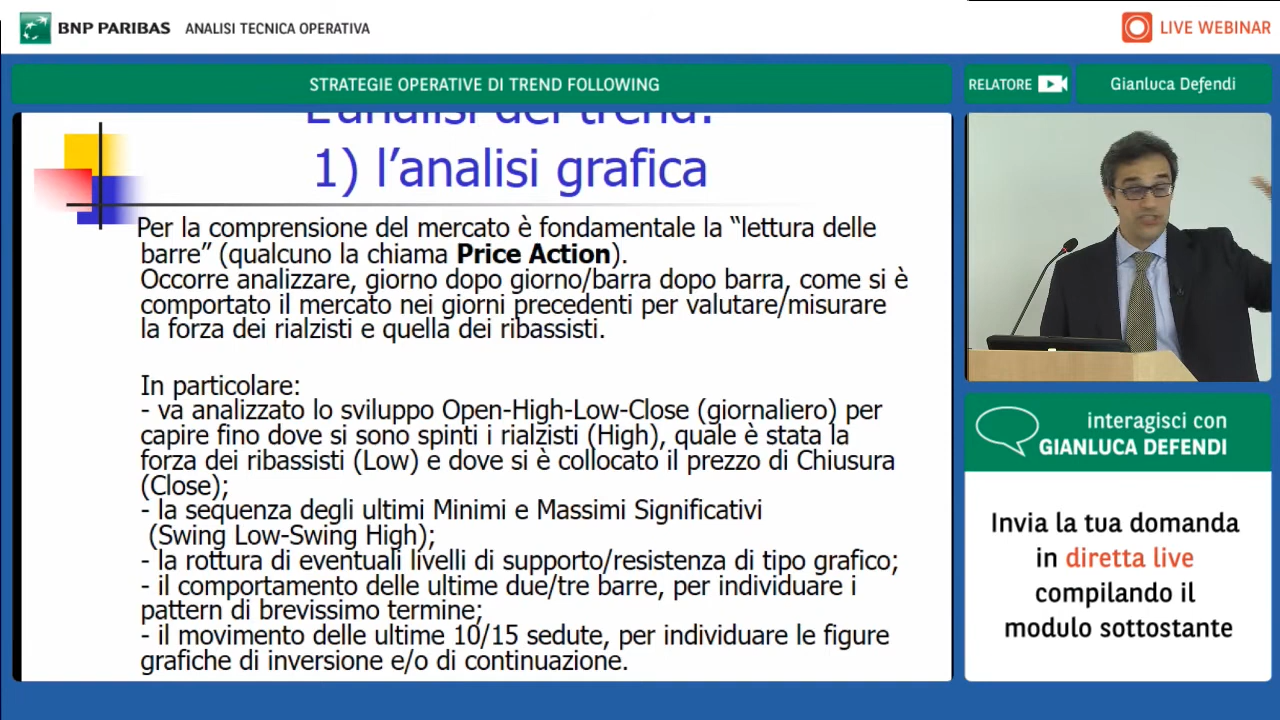 BNP PARIBAS ANALISI TECNICA OPERATIVA
LIVE WEBINAR
STRATEGIE OPERATIVE DI TREND FOLLOWING
RELATORE
Gianluca Defendi
L'analisi del trend:
1) l’analisi grafica
Per la comprensione del mercato è fondamentale la “lettura delle
barre” (qualcuno la chiama Price Action).
Occorre analizzare, giorno dopo giorno/barra dopo barra, come si è
comportato il mercato nei giorni precedenti per valutare/misurare
la forza dei rialzisti e quella dei ribassisti.
In particolare:
- va analizzato lo sviluppo Open-High-Low-Close (giornaliero) per
capire fino dove si sono spinti i rialzisti (High), quale è stata la
forza dei ribassisti (Low) e dove si è collocato il prezzo di Chiusura
(Close);
- la sequenza degli ultimi Minimi e Massimi Significativi
(Swing Low-Swing High);
- la rottura di eventuali livelli di supporto/resistenza di tipo grafico;
- il comportamento delle ultime due/tre barre, per individuare i
pattern di brevissimo termine;
- il movimento delle ultime 10/15 sedute, per individuare le figure
grafiche di inversione e/o di continuazione.
interagisci con
GIANLUCA DEFENDI
Invia la tua domanda
in diretta live
compilando il
modulo sottostante